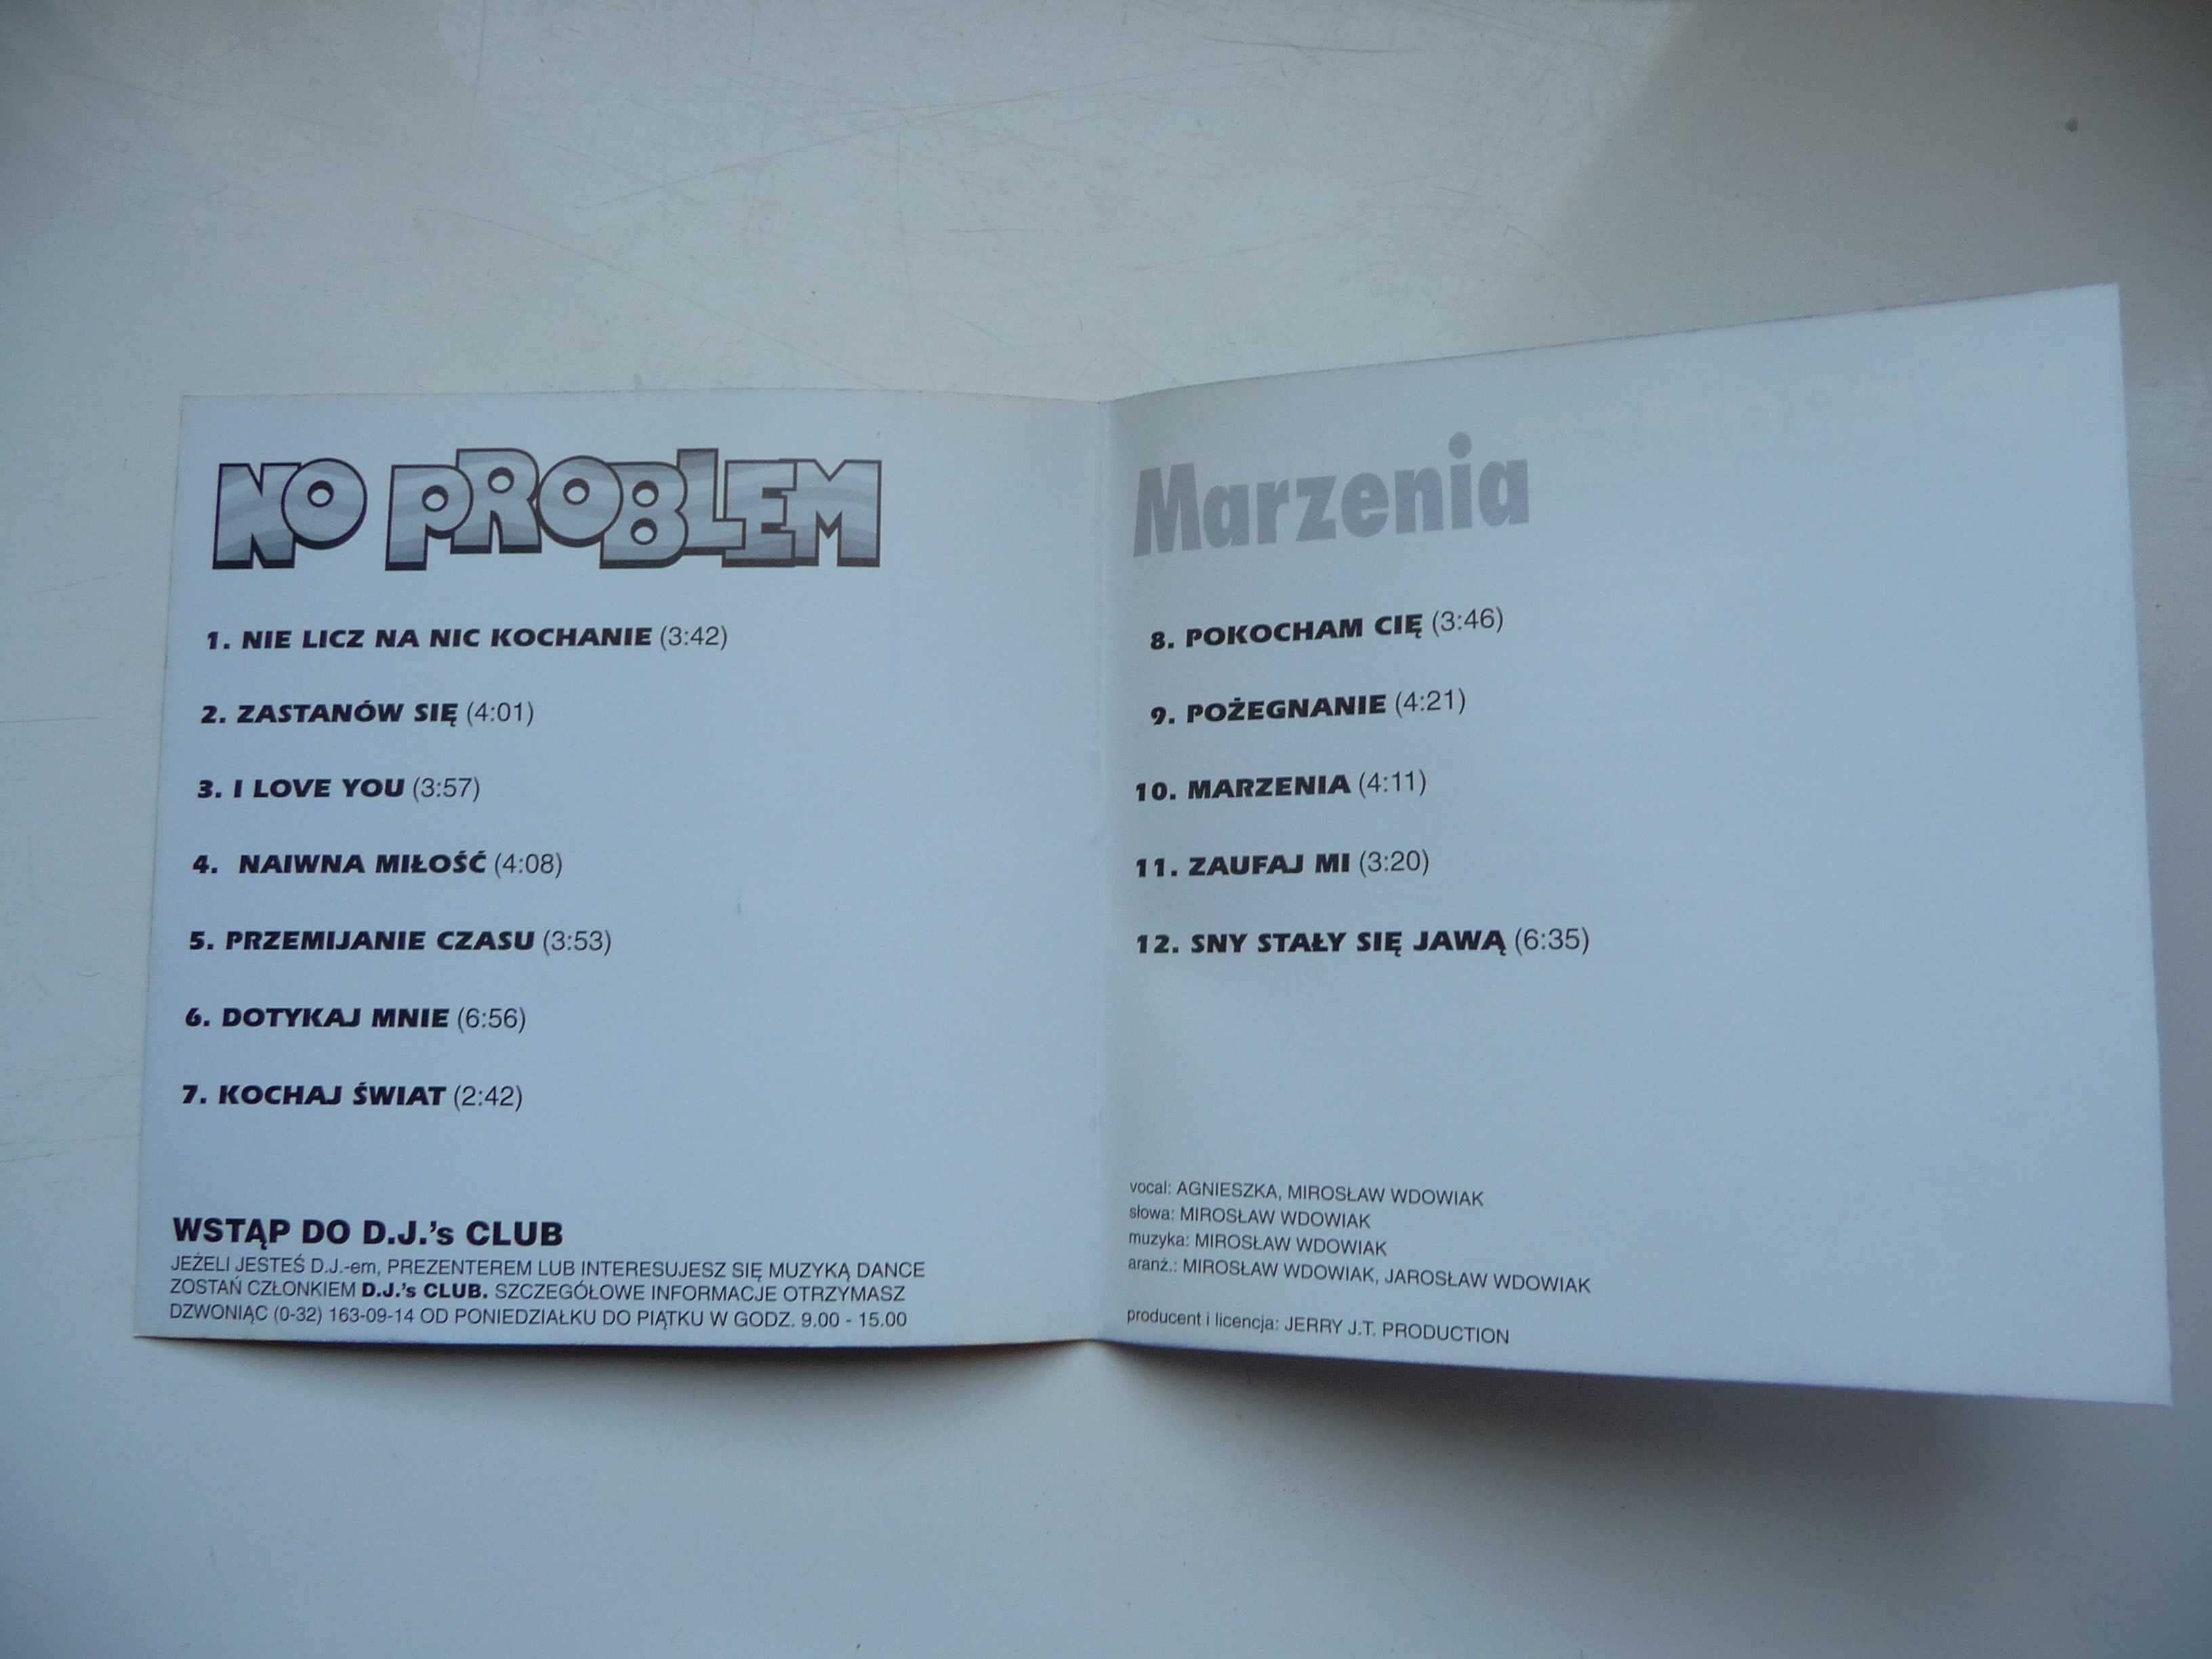 NO PROBLEM
1. NIE LICZ NA NIC KOCHANIE (3:42)
2. ZASTANÓW SIĘ (4:01)
3. I LOVE YOU (3:57)
4. NAIWNA MIŁOŚĆ (4:08)
5. PRZEMIJANIE CZASU (3:53)
6. DOTYKAJ MNIE (6:56)
7. KOCHAJ ŚWIAT (2:42)
WSTĄP DO D.J.'s CLUB
JEŻELI JESTEŚ D.J.-em, PREZENTEREM LUB INTERESUJESZ SIĘ MUZYKĄ DANCE
ZOSTAŃ CZŁONKIEM D.J.'s CLUB. SZCZEGÓŁOWE INFORMACJE OTRZYMASZ
DZWONIĄC (0-32) 163-09-14 OD PONIEDZIAŁKU DO PIĄTKU W GODZ. 9.00 - 15.00
Marzenia
8. POKOCHAM CIĘ (3:46)
9. POŻEGNANIE (4:21)
10. MARZENIA (4:11)
11. ZAUFAJ MI (3:20)
12. SNY STAŁY SIĘ JAWĄ (6:35)
vocal: AGNIESZKA, MIROSŁAW WDOWIAK
słowa: MIROSŁAW WDOWIAK
muzyka: MIROSŁAW WDOWIAK
aranż.: MIROSŁAW WDOWIAK, JAROSŁAW WDOWIAK
producent i licencja: JERRY J.T. PRODUCTION